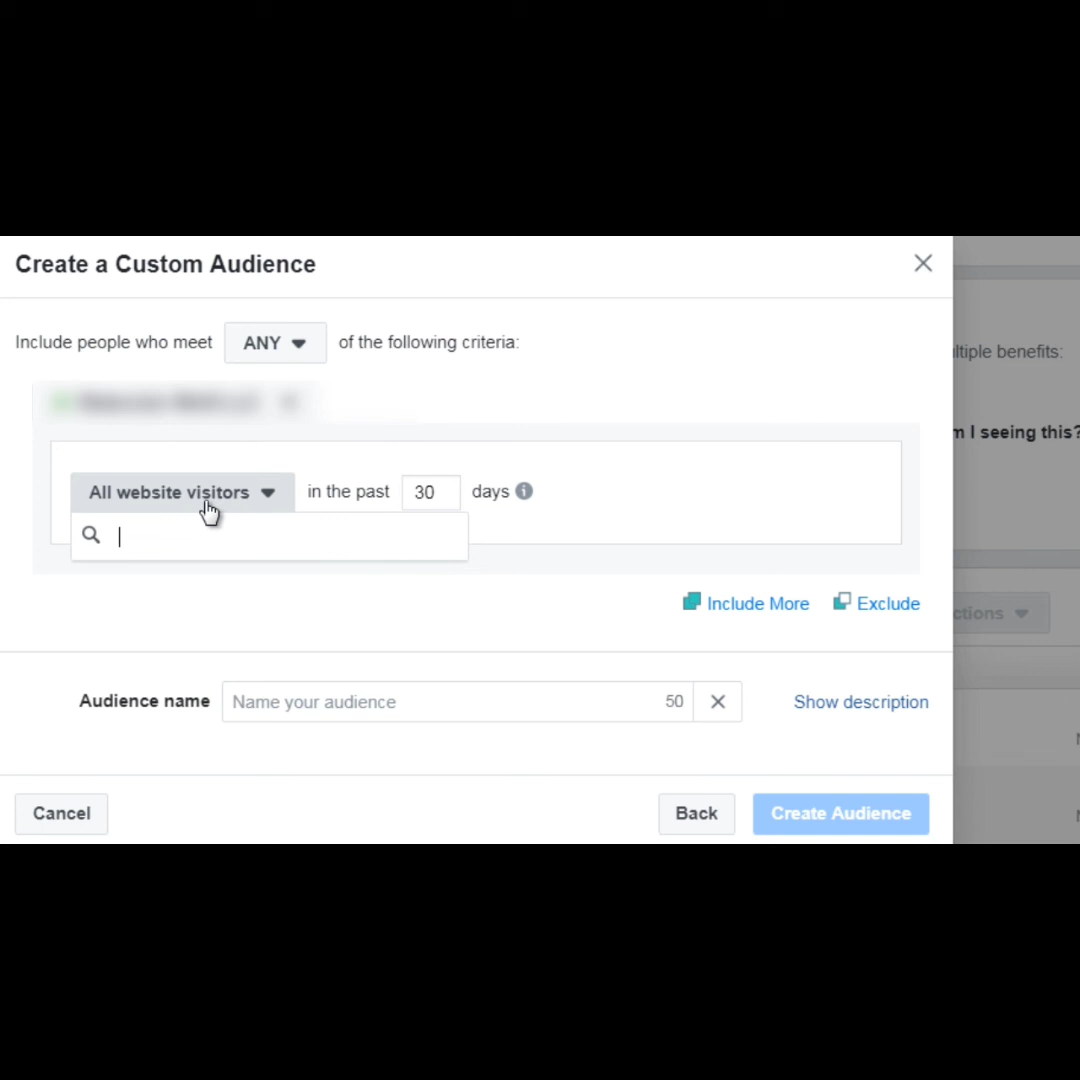 Create a Custom Audience
Include people who meet ANY of the following criteria:
ltiple benefits:
m I seeing this?
All website visitors in the past 30 days
Include More Exclude
ctions
Audience name Name your audience 50 Show description
Cancel Back Create Audience